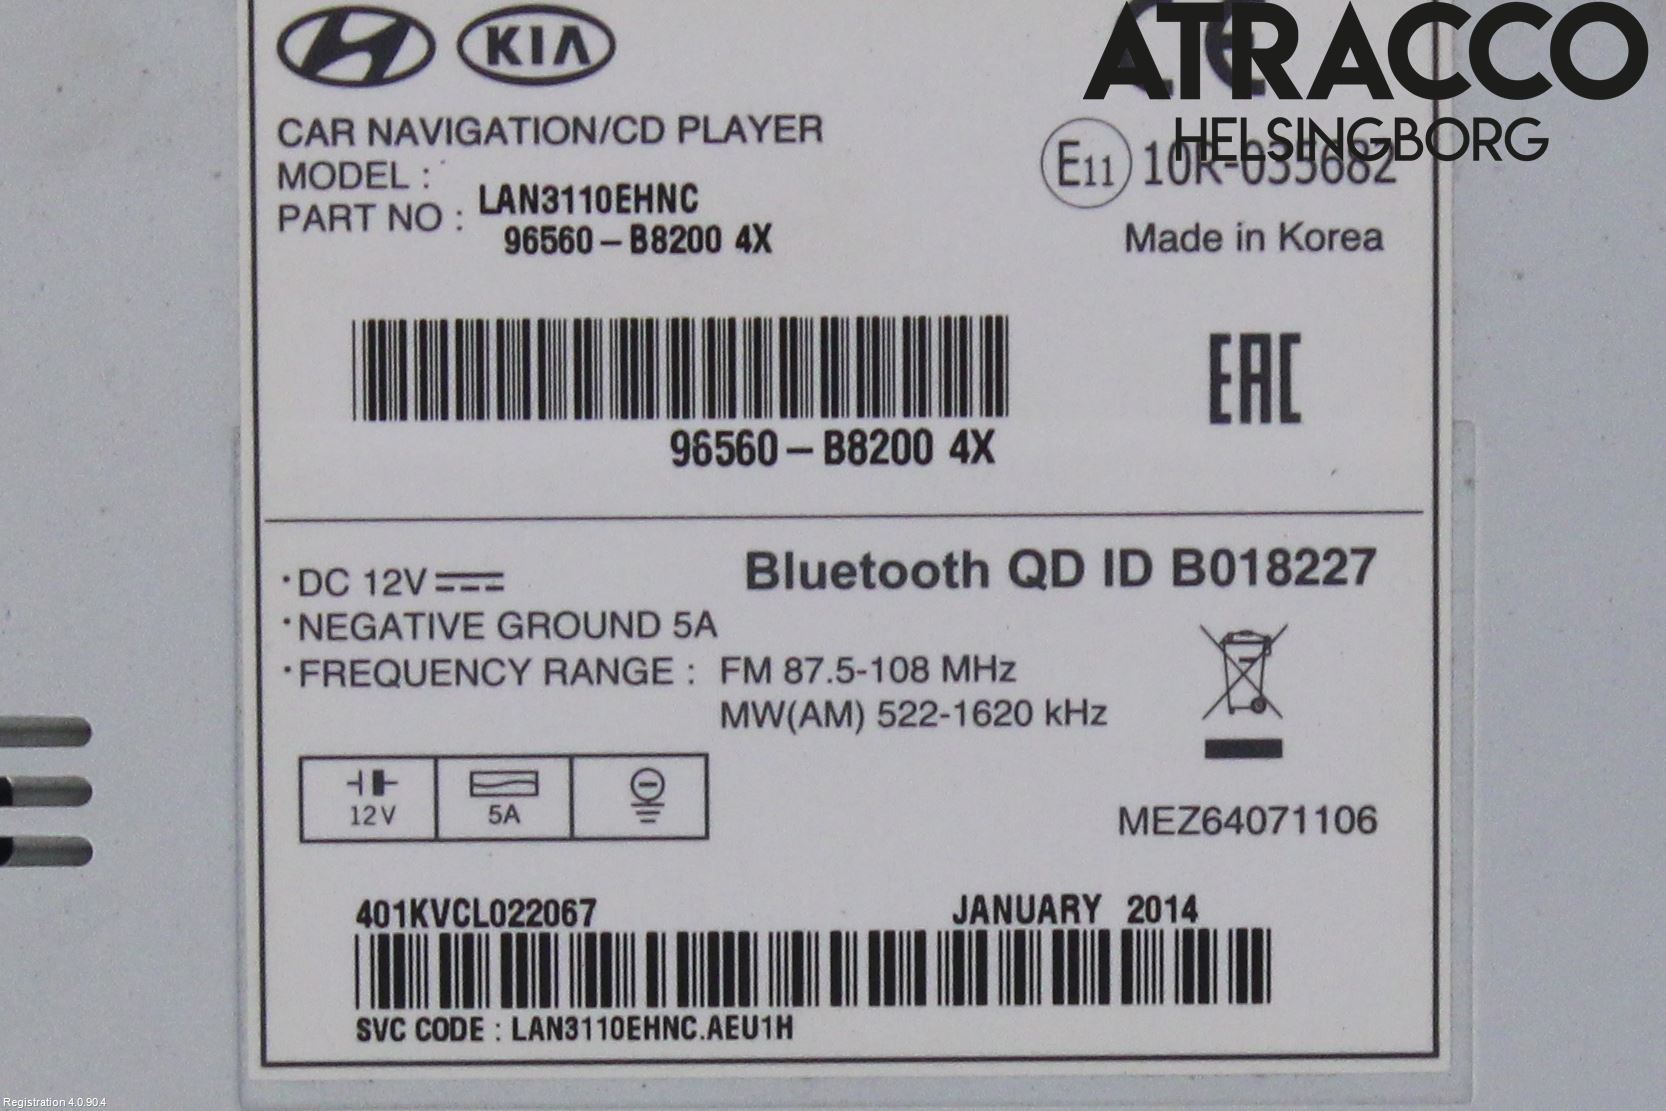 KIA
ATRACCO
HELSINGBORG
CAR NAVIGATION/CD PLAYER
MODEL :
LAN3110EHNC
PART NO :
96560-B8200 4X
E11 10R-035682
Made in Korea
EAC
96560-B8200 4X
·DC 12V
Bluetooth QD ID B018227
·NEGATIVE GROUND 5A
·FREQUENCY RANGE : FM 87.5-108 MHz
MW(AM) 522-1620 kHz
12V
5A
MEZ64071106
401KVCL022067
JANUARY 2014
SVC CODE : LAN3110EHNC.AEU1H
Registration 4.0.90.4